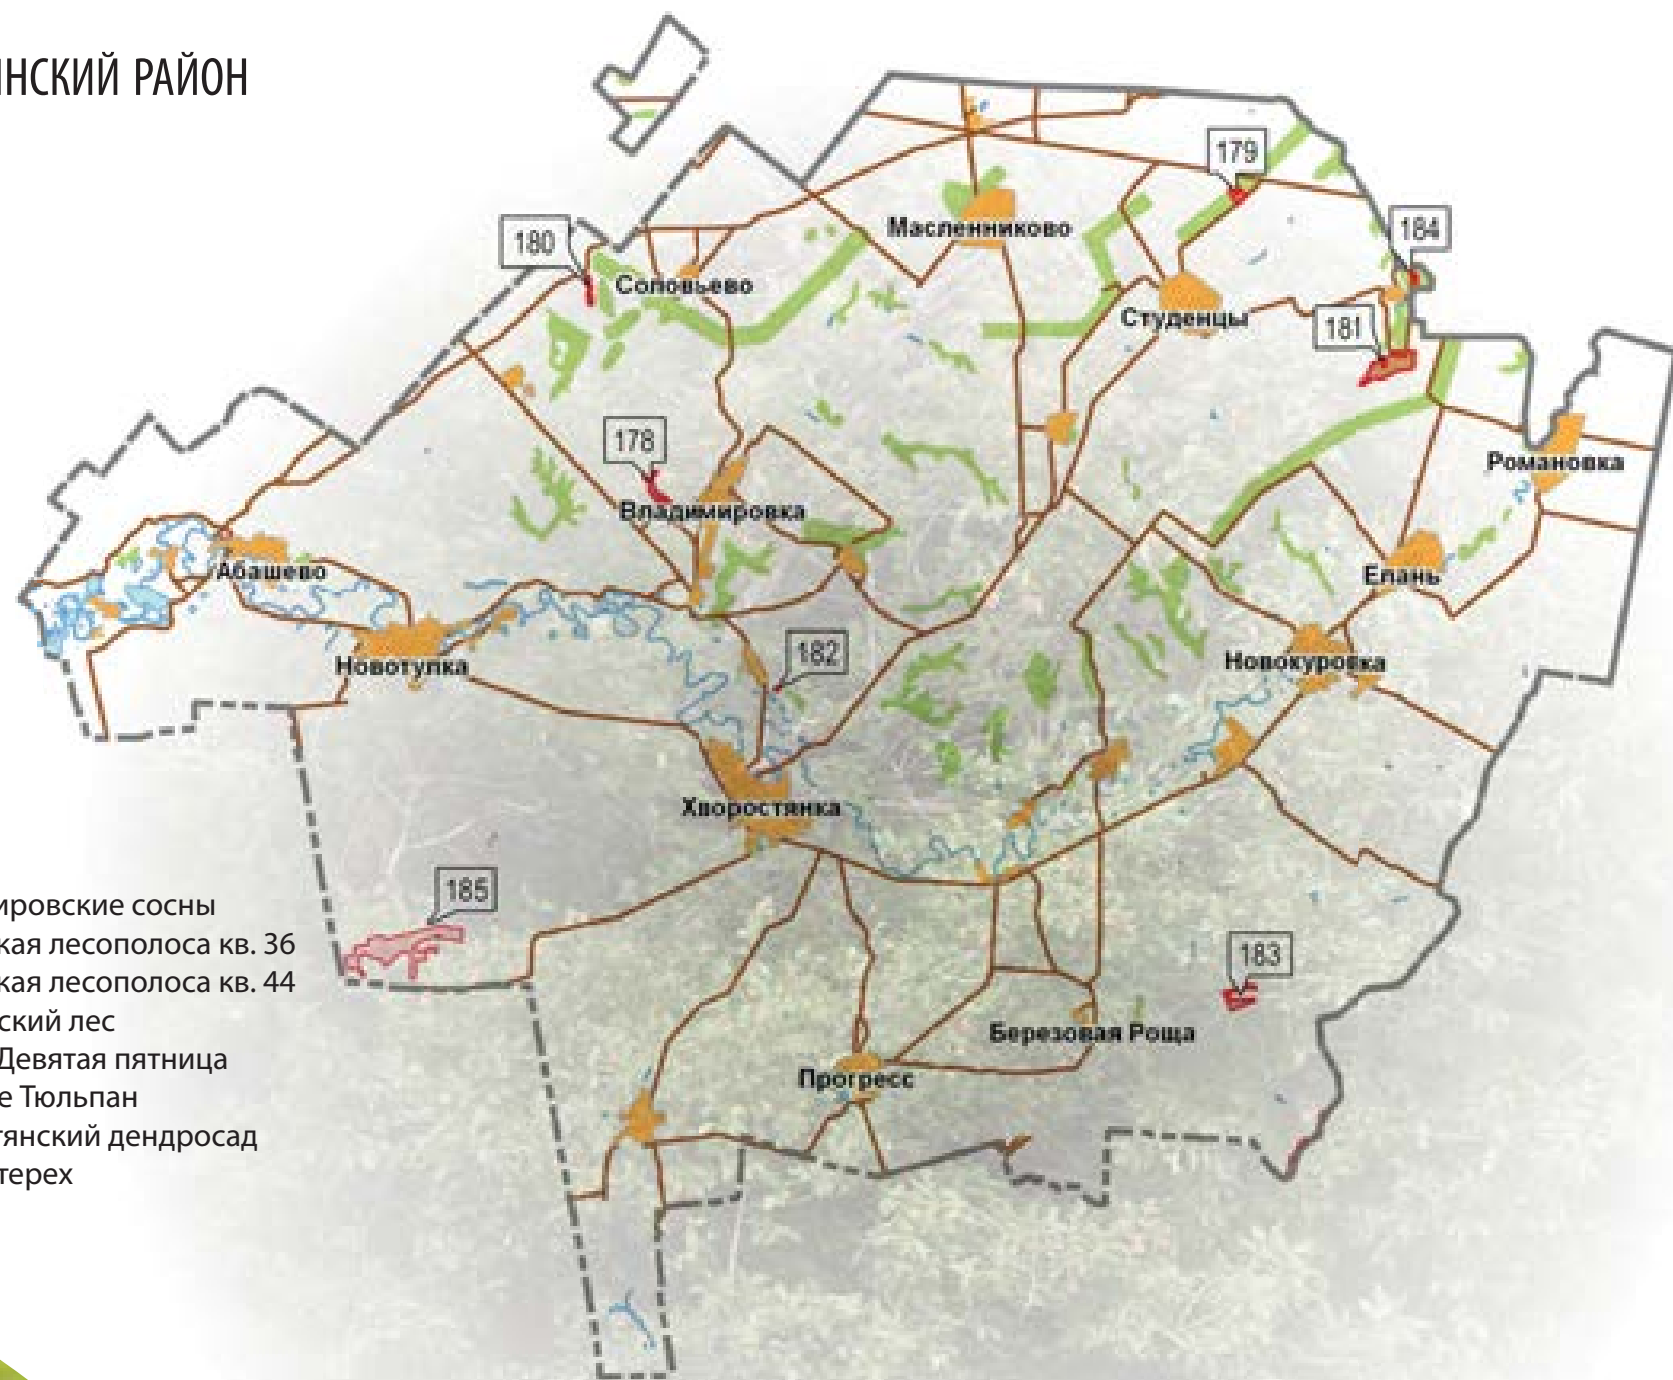 ІНСКИЙ РАЙОН
179
184
180
Масленниково
Соловьево
Студенцы
181
178
Романовка
Владимировка
Абашево
Елань
182
Новотулка
Новокуровка
Хворостянка
185
183
Березовая Роща
Прогресс
ировские сосны
кая лесополоса кв. 36
кая лесополоса кв. 44
ский лес
Девятая пятница
е Тюльпан
тянский дендросад
терех